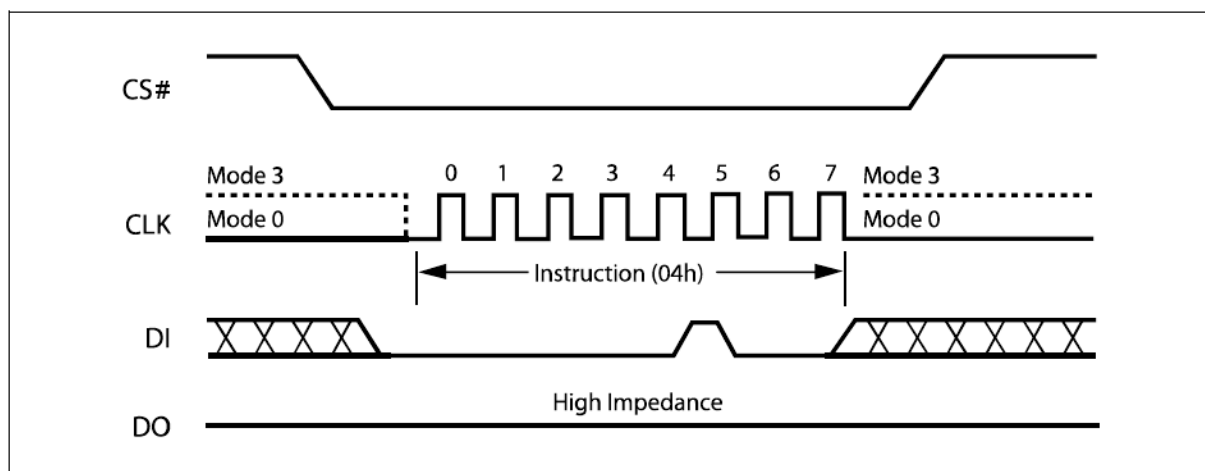 CS#
0 1 2 3 4 5 6 7
Mode 3 Mode 3
CLK Mode 0 Mode 0
Instruction (04h)
DI
High Impedance
DO